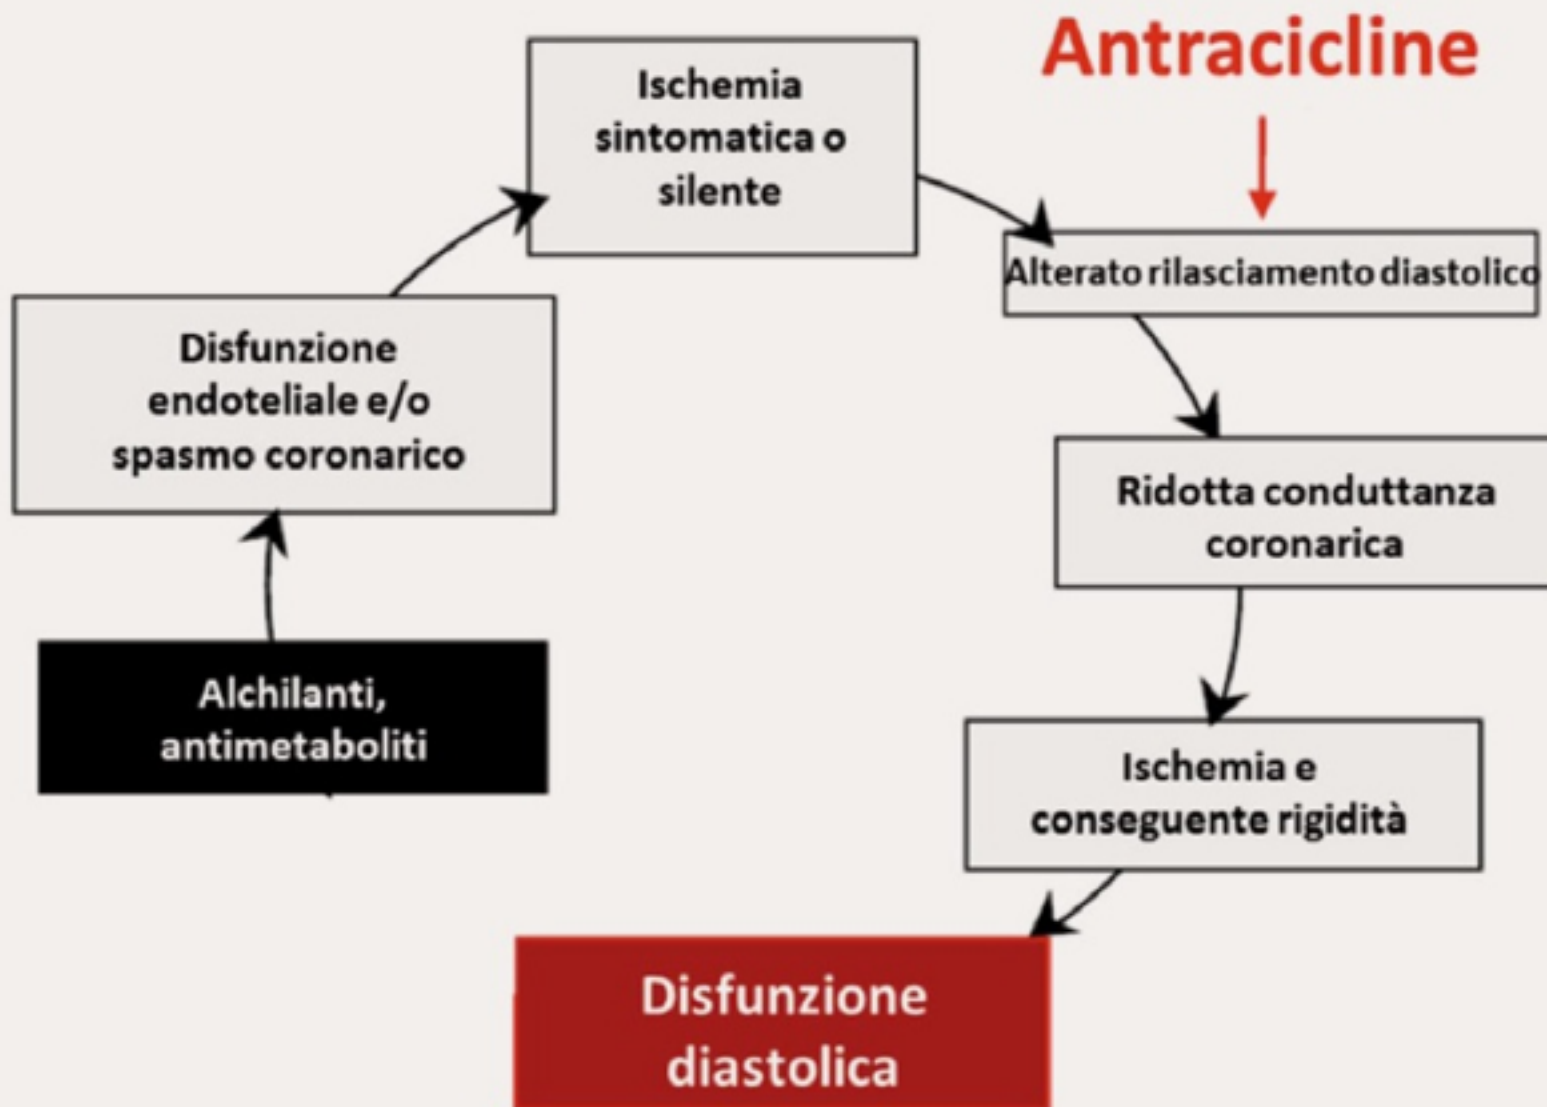 Antracicline
Ischemia
sintomatica o
silente
Alterato rilasciamento diastolico
Disfunzione
endoteliale e/o
spasmo coronarico
Ridotta conduttanza
coronarica
Alchilanti,
antimetaboliti
Ischemia e
conseguente rigidità
Disfunzione
diastolica